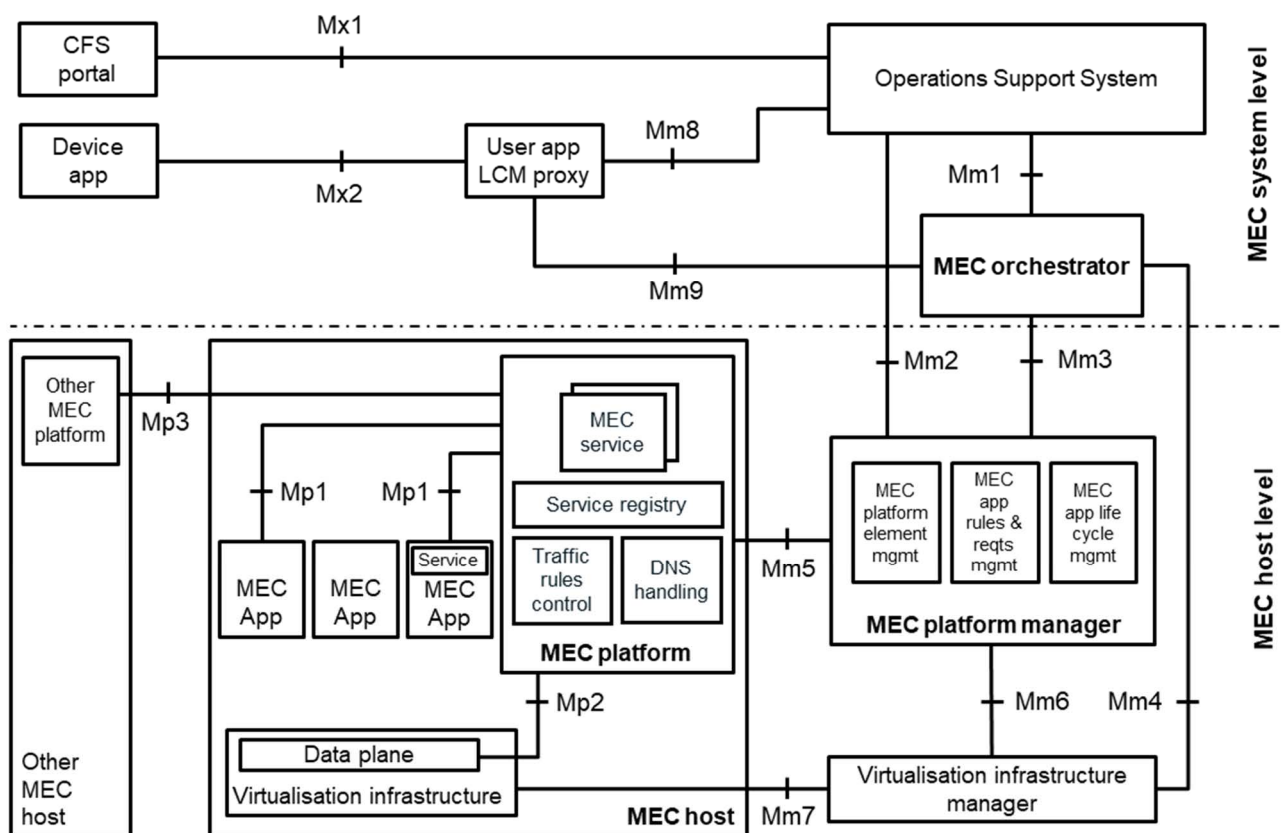 Mx1
CFS
portal
Operations Support System
MEC system level
Device
app
User app
LCM proxy
Mm8
Mx2
Mm1
MEC orchestrator
Mm9
Mm2
Mm3
Other
MEC
platform
Mp3
MEC
service
Mp1
Mp1
Service registry
Traffic
rules
control
DNS
handling
MEC platform
MEC
App
MEC
App
Service
MEC
App
Mm5
MEC
platform
element
mgmt
MEC
app
rules &
reqts
mgmt
MEC
app life
cycle
mgmt
MEC platform manager
MEC host level
Mp2
Mm6
Mm4
Data plane
Virtualisation infrastructure
MEC host
Mm7
Virtualisation infrastructure
manager
Other
MEC
host